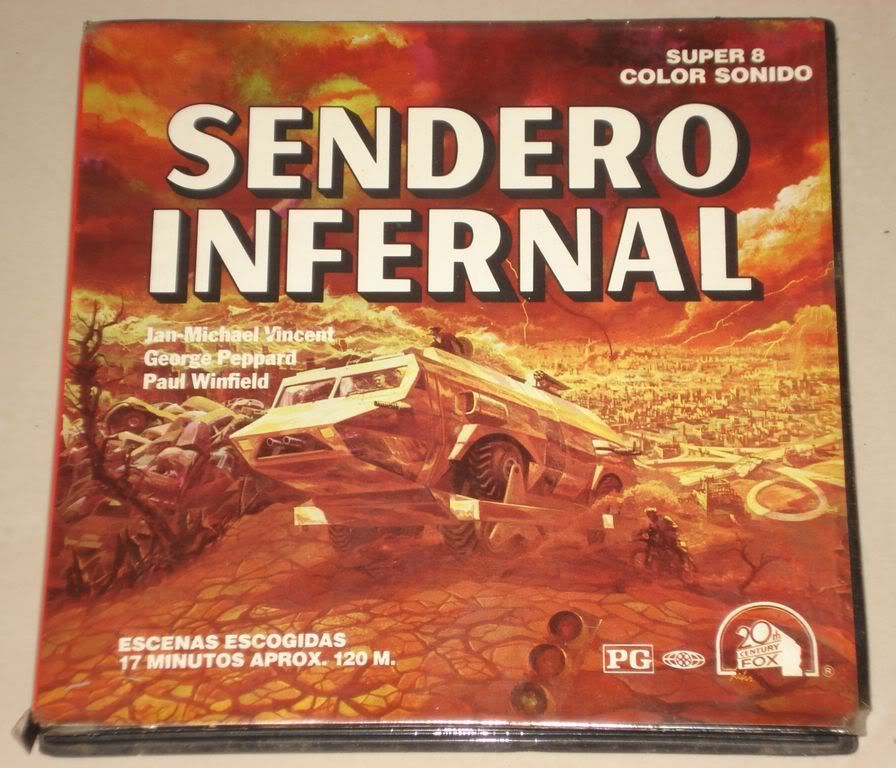 SUPER 8
COLOR SONIDO
SENDERO
INFERNAL
Jan-Michael Vincent
George Peppard
Paul Winfield
ESCENAS ESCOGIDAS
17 MINUTOS APROX. 120 M.
PG
20th
CENTURY
FOX
®